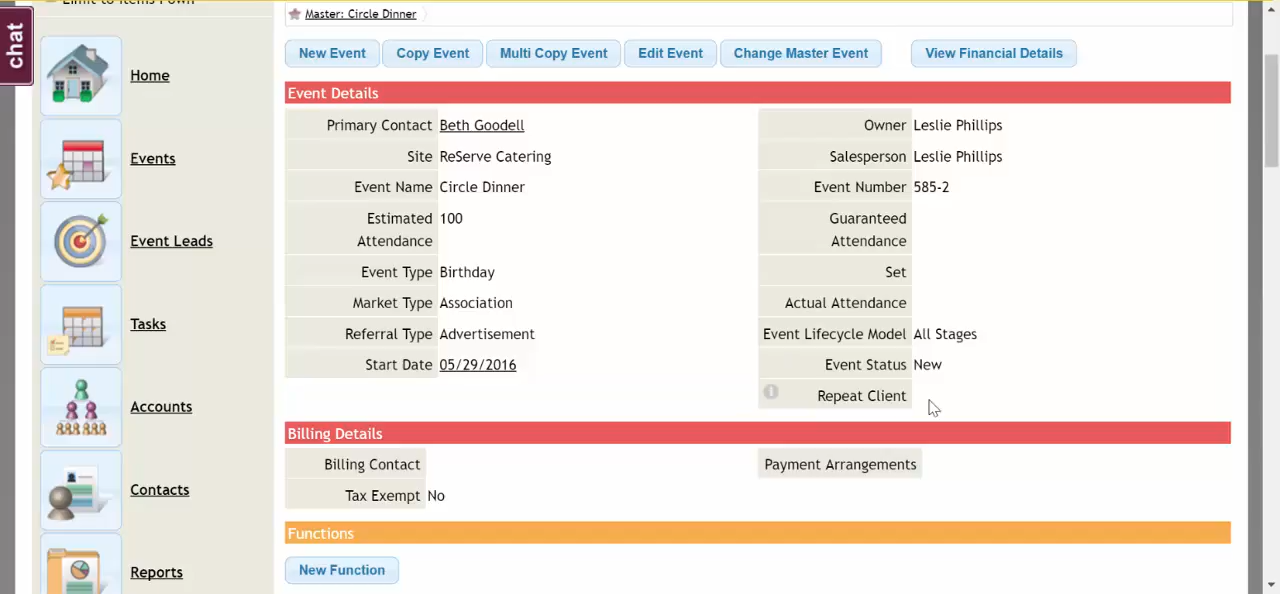 Limit to Items I Own
chat
Master: Circle Dinner
New Event Copy Event Multi Copy Event Edit Event Change Master Event View Financial Details
Home
Events
Event Leads
Tasks
Accounts
Contacts
Reports
Event Details
Primary Contact Beth Goodell Owner Leslie Phillips
Site ReServe Catering Salesperson Leslie Phillips
Event Name Circle Dinner Event Number 585-2
Estimated 100 Guaranteed
Attendance Attendance
Event Type Birthday Set
Market Type Association Actual Attendance
Referral Type Advertisement Event Lifecycle Model All Stages
Start Date 05/29/2016 Event Status New
Repeat Client
Billing Details
Billing Contact Payment Arrangements
Tax Exempt No
Functions
New Function